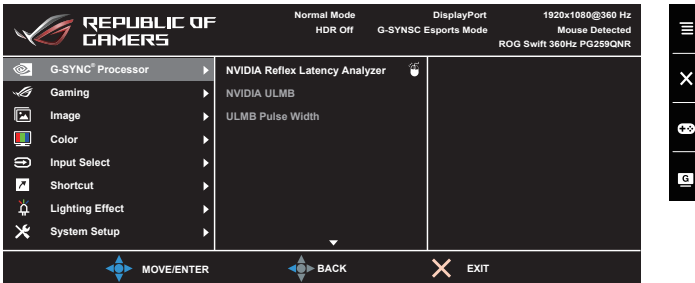 REPUBLIC OF
GAMERS
Normal Mode DisplayPort 1920x1080@360 Hz
HDR Off G-SYNSC Esports Mode Mouse Detected
ROG Swift 360Hz PG259QNR
G-SYNC® Processor
Gaming
Image
Color
Input Select
Shortcut
Lighting Effect
System Setup
NVIDIA Reflex Latency Analyzer
NVIDIA ULMB
ULMB Pulse Width
MOVE/ENTER BACK EXIT
G